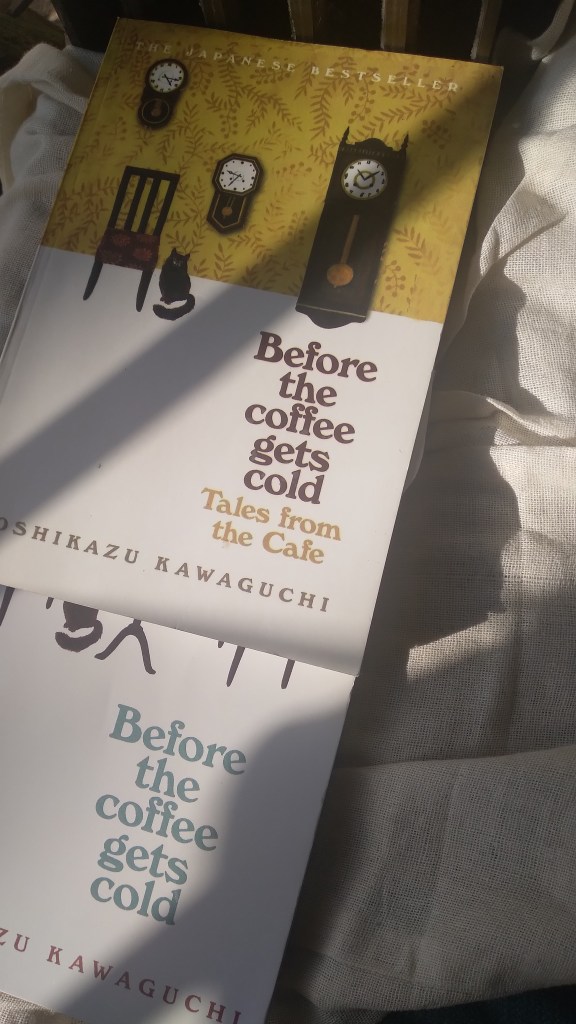 THE JAPANESE BESTSELLER
Before
the
coffee
gets
cold
Tales from
the Cafe
OSHIKAZU KAWAGUCHI
Before
the
coffee
gets
cold
ZU KAWAGUCHI